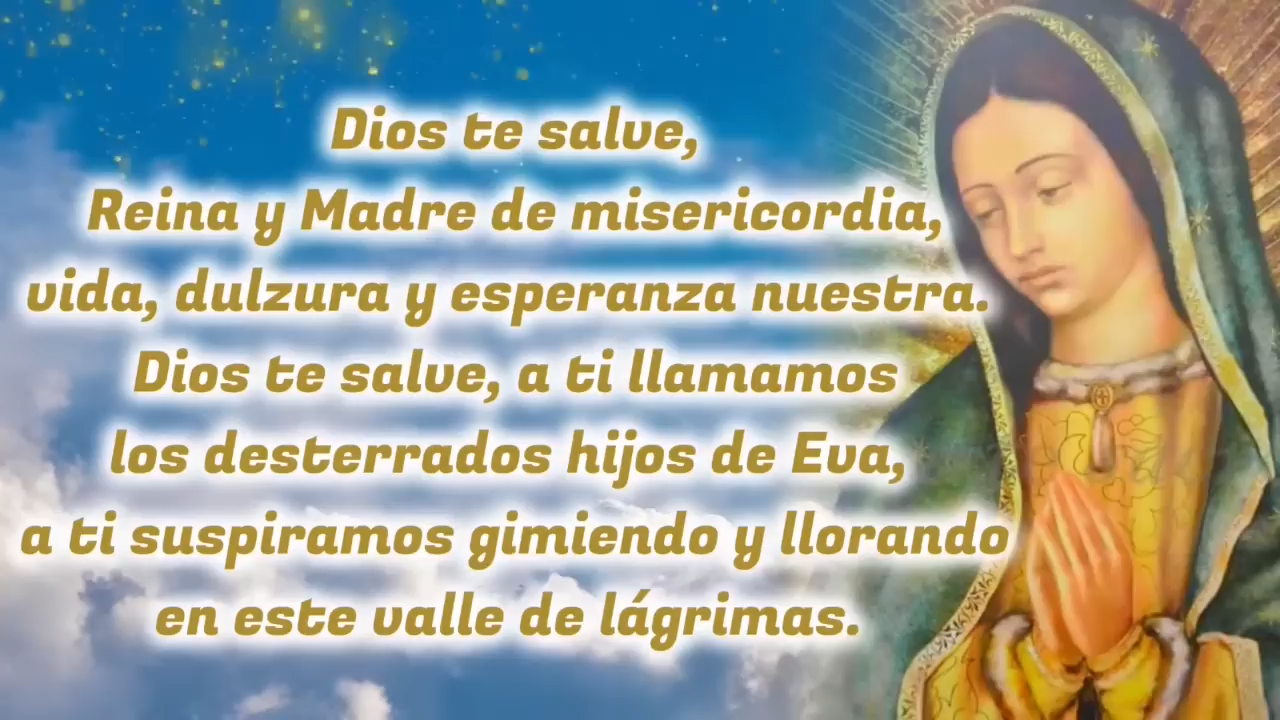 Dios te salve,
Reina y Madre de misericordia,
vida, dulzura y esperanza nuestra.
Dios te salve, a ti llamamos
los desterrados hijos de Eva,
a ti suspiramos gimiendo y llorando
en este valle de lágrimas.